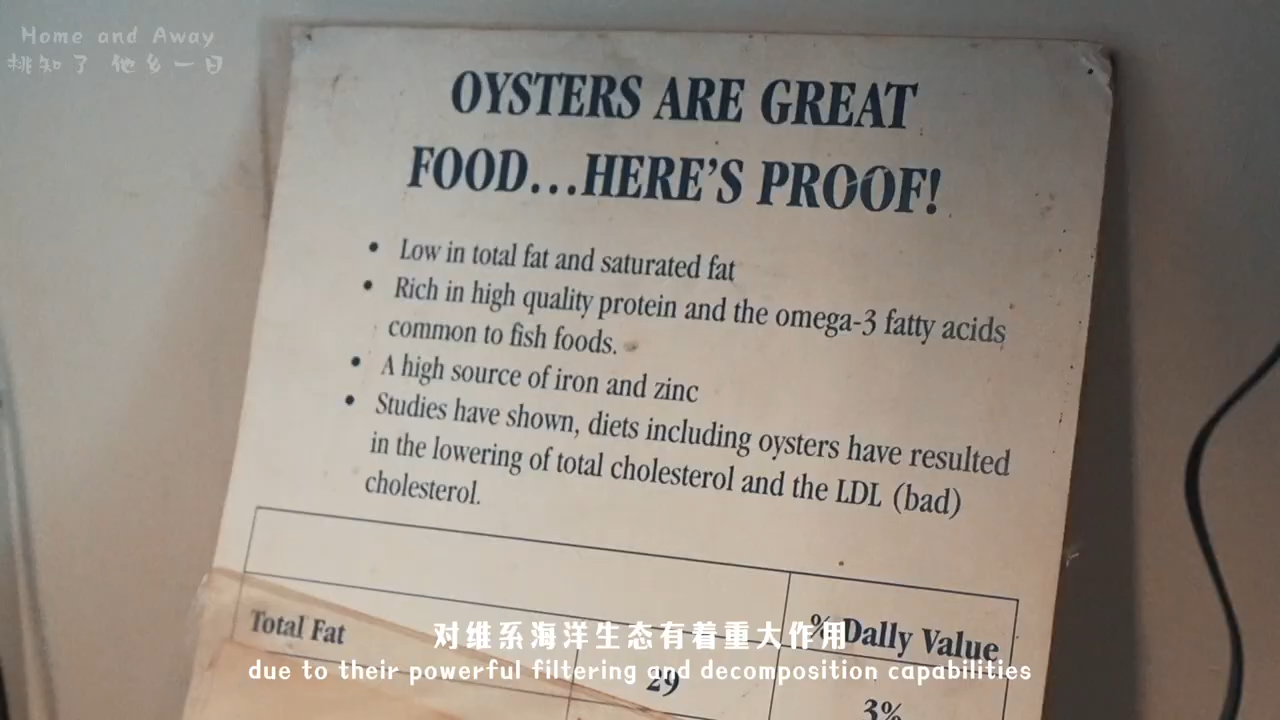 Home and Away
桃知了 他乡一日
OYSTERS ARE GREAT
FOOD...HERE'S PROOF!
• Low in total fat and saturated fat
• Rich in high quality protein and the omega-3 fatty acids
common to fish foods.
• A high source of iron and zinc
• Studies have shown, diets including oysters have resulted
in the lowering of total cholesterol and the LDL (bad)
cholesterol.
% Dally Value
Total Fat
29
3%
对维系海洋生态有着重大作用
due to their powerful filtering and decomposition capabilities